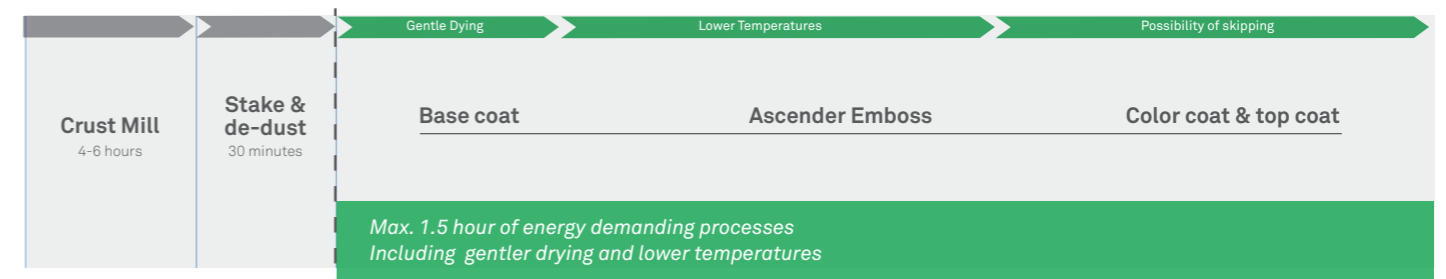 Gentle Dying
Lower Temperatures
Possibility of skipping
Crust Mill
4-6 hours
Stake &
de-dust
30 minutes
Base coat
Ascender Emboss
Color coat & top coat
Max. 1.5 hour of energy demanding processes
Including gentler drying and lower temperatures